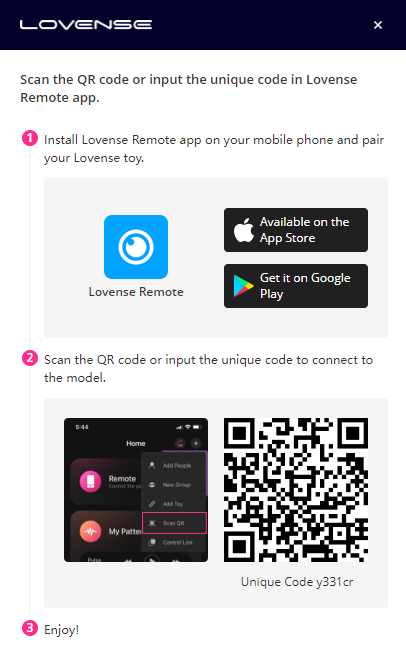 LOVENSE
×
Scan the QR code or input the unique code in Lovense
Remote app.
1 Install Lovense Remote app on your mobile phone and pair
your Lovense toy.
Lovense Remote
Available on the
App Store
Get it on Google
Play
2 Scan the QR code or input the unique code to connect to
the model.
5:44
Home
Add People
Remote
Control the
New Group
Add Toy
My Patte
Scan QR
Control Link
Pulse
Unique Code y331cr
3 Enjoy!